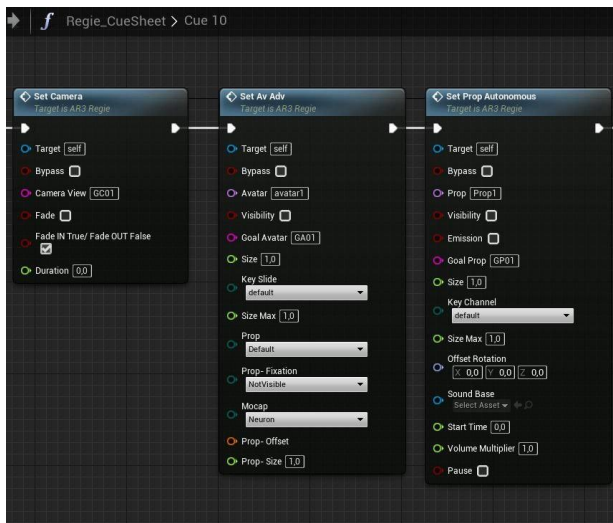 f Regie_CueSheet > Cue 10
Set Camera
Target is AR3 Regie
Target self
Bypass
Camera View GC01
Fade
Fade IN True/ Fade OUT False
Duration 0,0
Set Av Adv
Target is AR3 Regie
Target self
Bypass
Avatar avatar1
Visibility
Goal Avatar GA01
Size 1,0
Key Slide
default
Size Max 1,0
Prop
Default
Prop- Fixation
NotVisible
Mocap
Neuron
Prop- Offset
Prop- Size 1,0
Set Prop Autonomous
Target is AR3 Regie
Target self
Bypass
Prop Prop1
Visibility
Emission
Goal Prop GP01
Size 1,0
Key Channel
default
Size Max 1,0
Offset Rotation
X 0,0 Y 0,0 Z 0,0
Sound Base
Select Asset
Start Time 0,0
Volume Multiplier 1,0
Pause